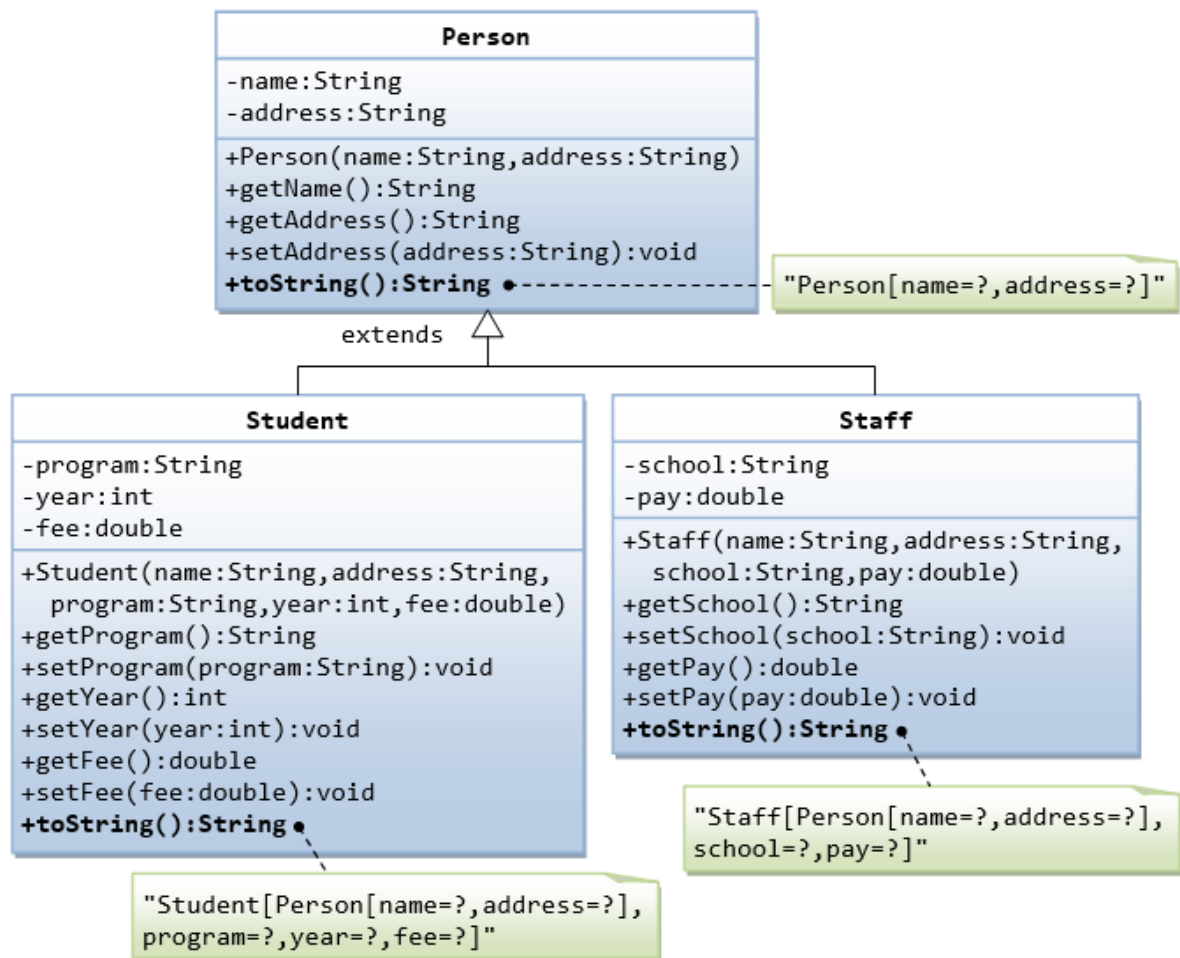 Person
-name:String
-address:String
+Person(name:String,address:String)
+getName():String
+getAddress():String
+setAddress(address:String):void
+toString():String
"Person[name=?,address=?]"
extends
Student
-program:String
-year:int
-fee:double
+Student(name:String,address:String,
program:String,year:int,fee:double)
+getProgram():String
+setProgram(program:String):void
+getYear():int
+setYear(year:int):void
+getFee():double
+setFee(fee:double):void
+toString():String
"Student[Person[name=?,address=?],
program=?,year=?,fee=?]"
Staff
-school:String
-pay:double
+Staff(name:String,address:String,
school:String,pay:double)
+getSchool():String
+setSchool(school:String):void
+getPay():double
+setPay(pay:double):void
+toString():String
"Staff[Person[name=?,address=?],
school=?,pay=?]"